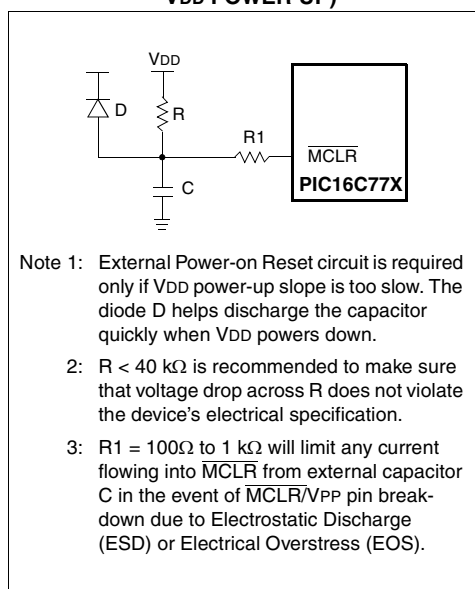 VDD POWER-UP)
VDD
D
R
R1
MCLR
PIC16C77X
C
Note 1: External Power-on Reset circuit is required
only if VDD power-up slope is too slow. The
diode D helps discharge the capacitor
quickly when VDD powers down.
2: R < 40 kΩ is recommended to make sure
that voltage drop across R does not violate
the device's electrical specification.
3: R1 = 100Ω to 1 kΩ will limit any current
flowing into MCLR from external capacitor
C in the event of MCLR/VPP pin break-
down due to Electrostatic Discharge
(ESD) or Electrical Overstress (EOS).